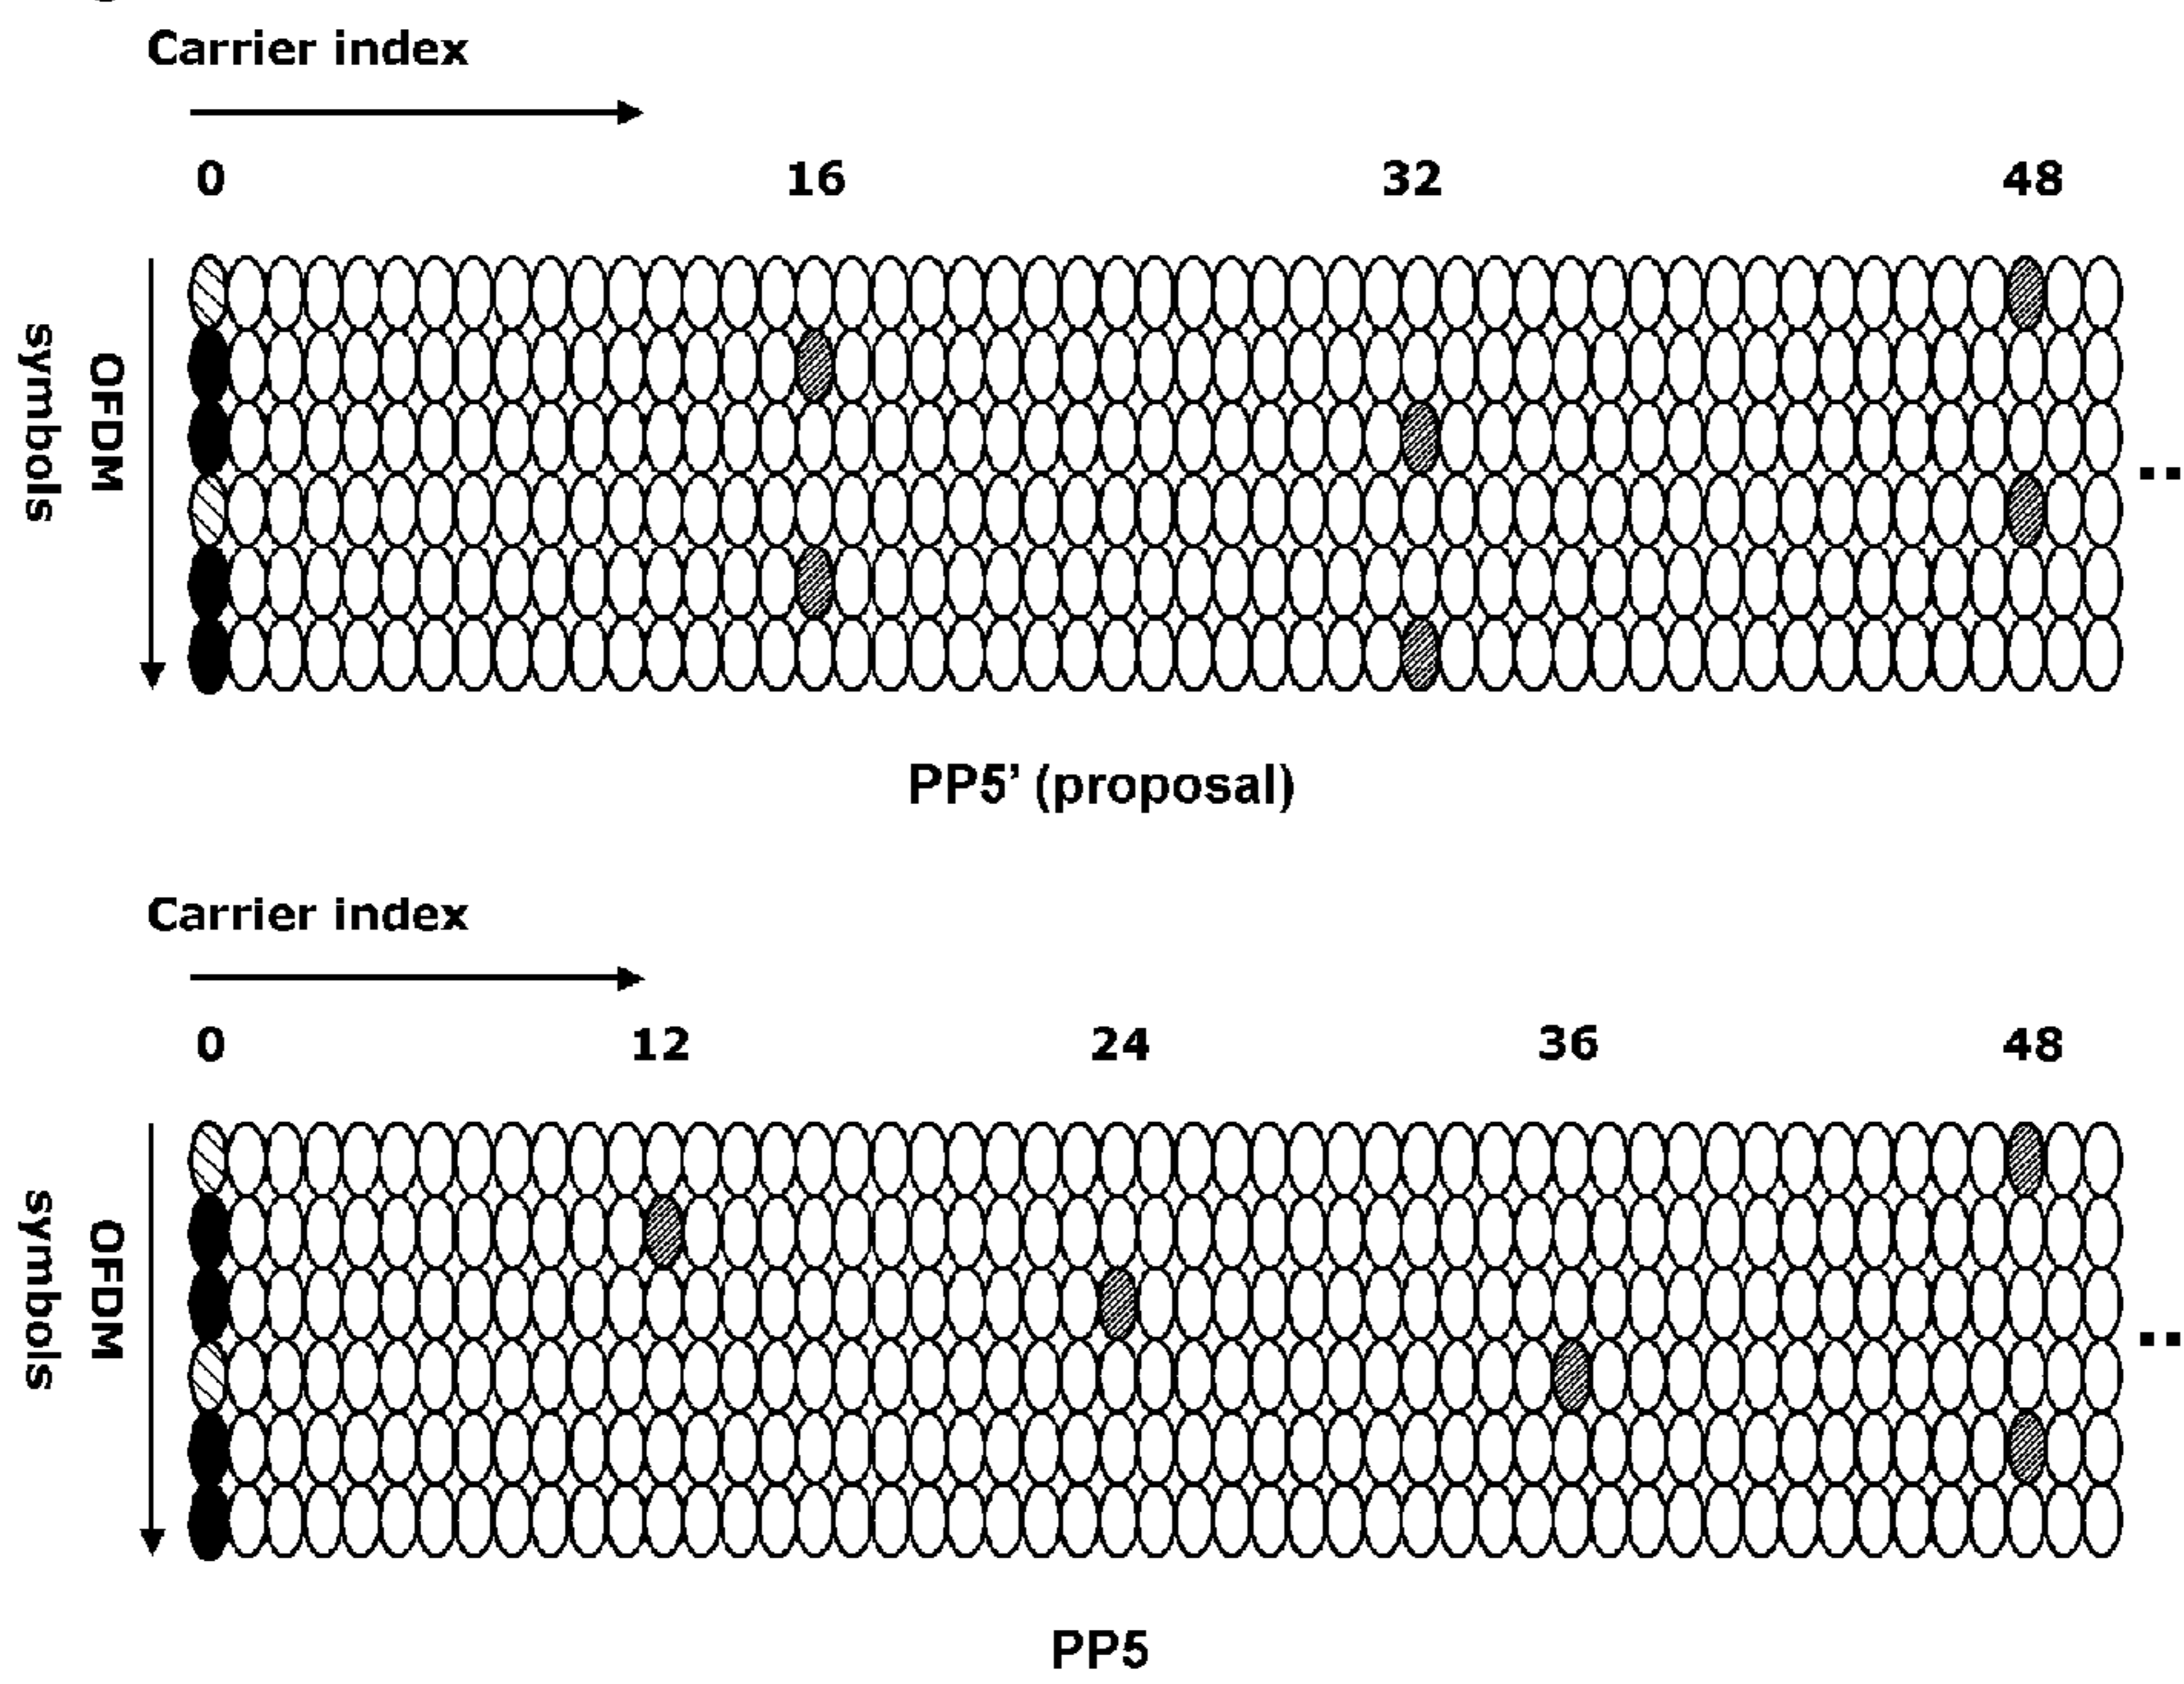 Carrier index
0 16 32 48
OFDM
symbols
..
PP5' (proposal)
Carrier index
0 12 24 36 48
OFDM
symbols
..
PP5